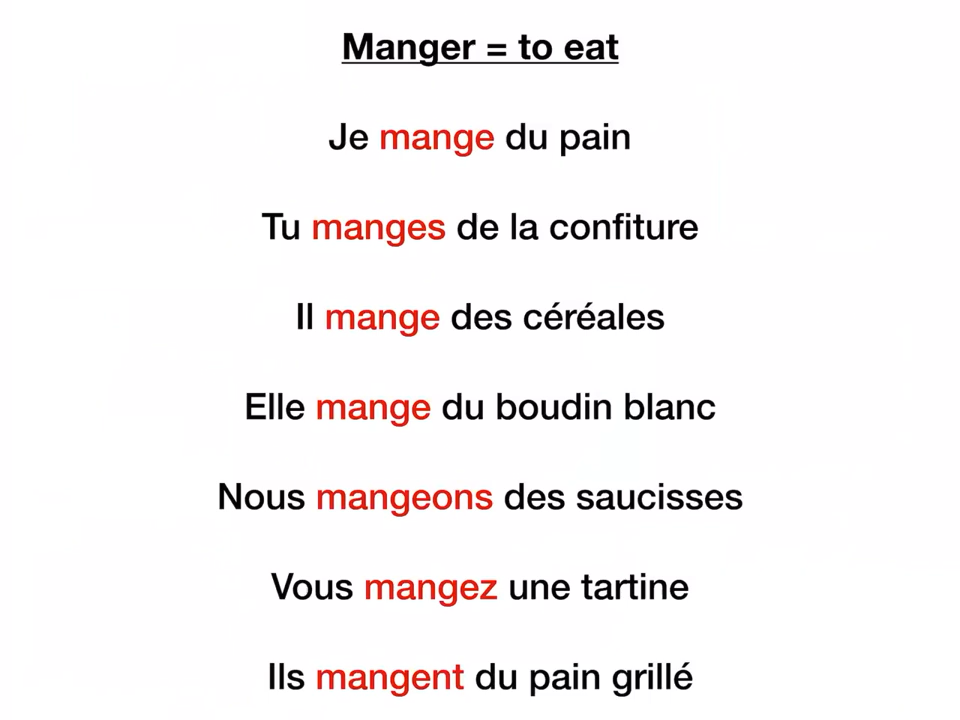 Manger = to eat
Je mange du pain
Tu manges de la confiture
Il mange des céréales
Elle mange du boudin blanc
Nous mangeons des saucisses
Vous mangez une tartine
Ils mangent du pain grillé